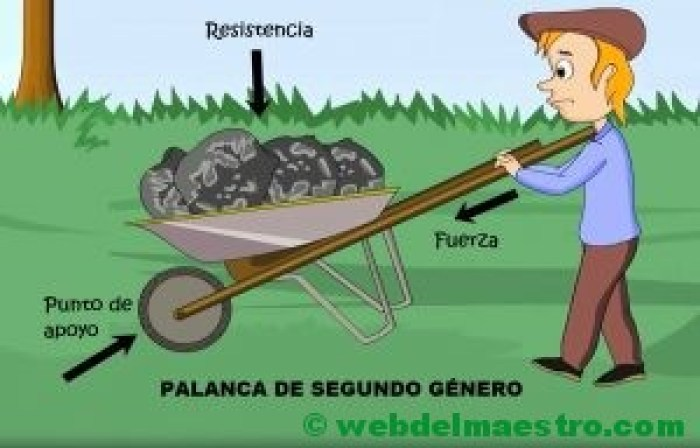 Resistencia
Fuerza
Punto de
apoyo
PALANCA DE SEGUNDO GÉNERO
© webdelmaestro.com